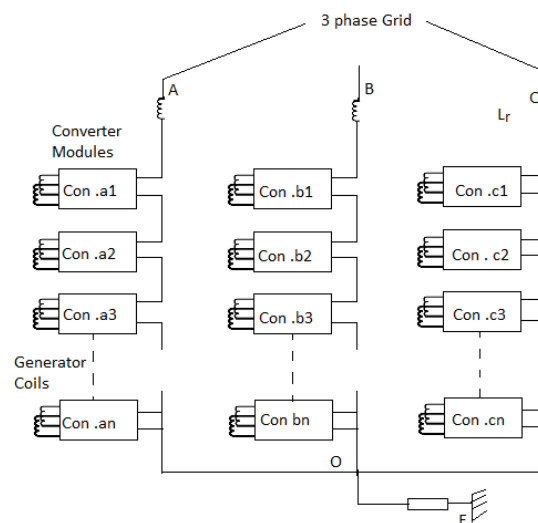 3 phase Grid
A
B
C
Lr
Converter
Modules
Con .a1
Con .b1
Con .c1
Con .a2
Con .b2
Con . c2
Con .a3
Con .b3
Con .c3
Generator
Coils
Con .an
Con bn
Con .cn
O
E